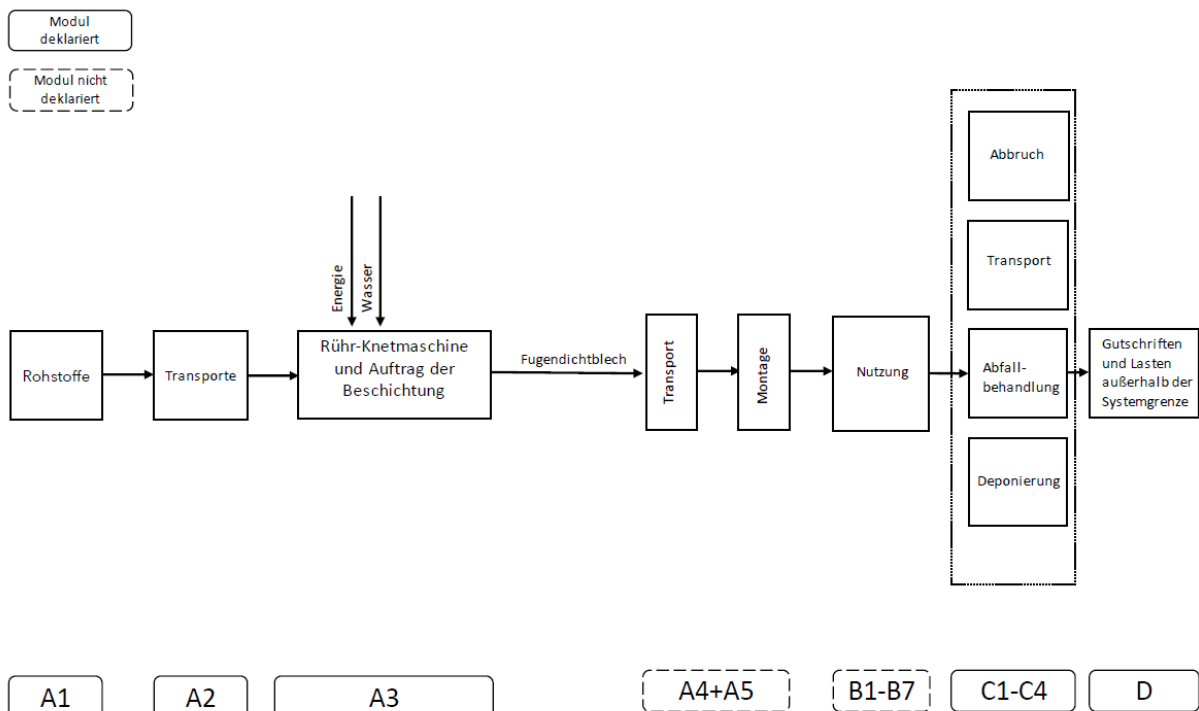 Modul
deklariert
Modul nicht
deklariert
Energie
Wasser
Rohstoffe
Transporte
Rühr-Knetmaschine
und Auftrag der
Beschichtung
Fugendichtblech
Transport
Montage
Nutzung
Abbruch
Transport
Abfall-
behandlung
Deponierung
Gutschriften
und Lasten
außerhalb der
Systemgrenze
A1
A2
A3
A4+A5
B1-B7
C1-C4
D